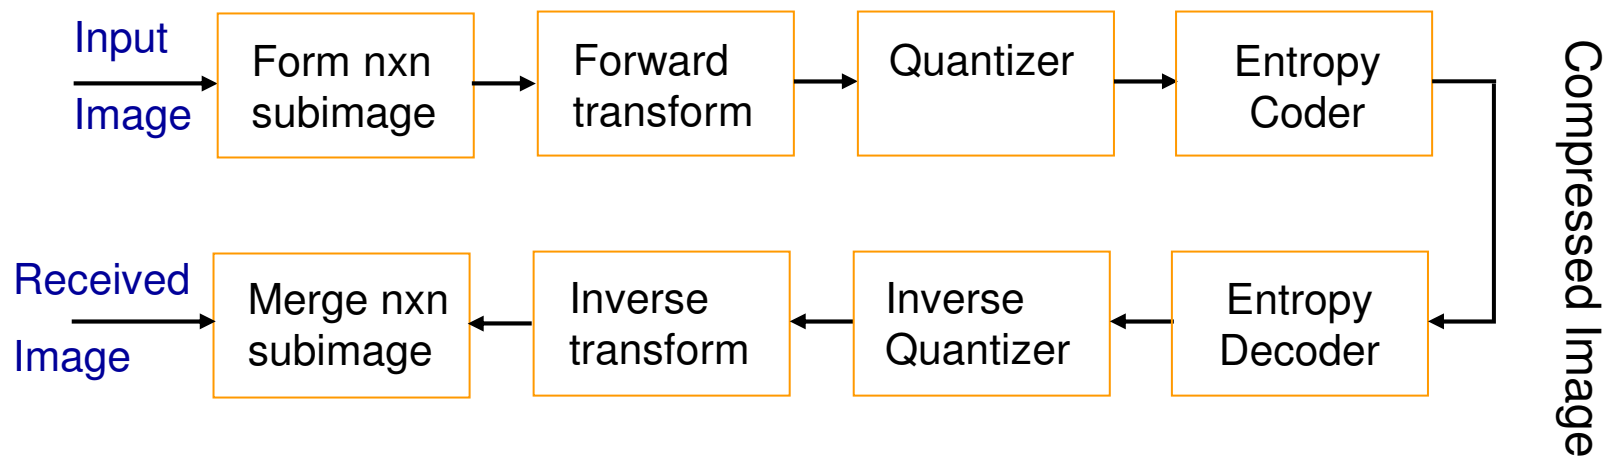 Input
Image
Form nxn
subimage
Forward
transform
Quantizer
Entropy
Coder
Compressed Image
Received
Image
Merge nxn
subimage
Inverse
transform
Inverse
Quantizer
Entropy
Decoder